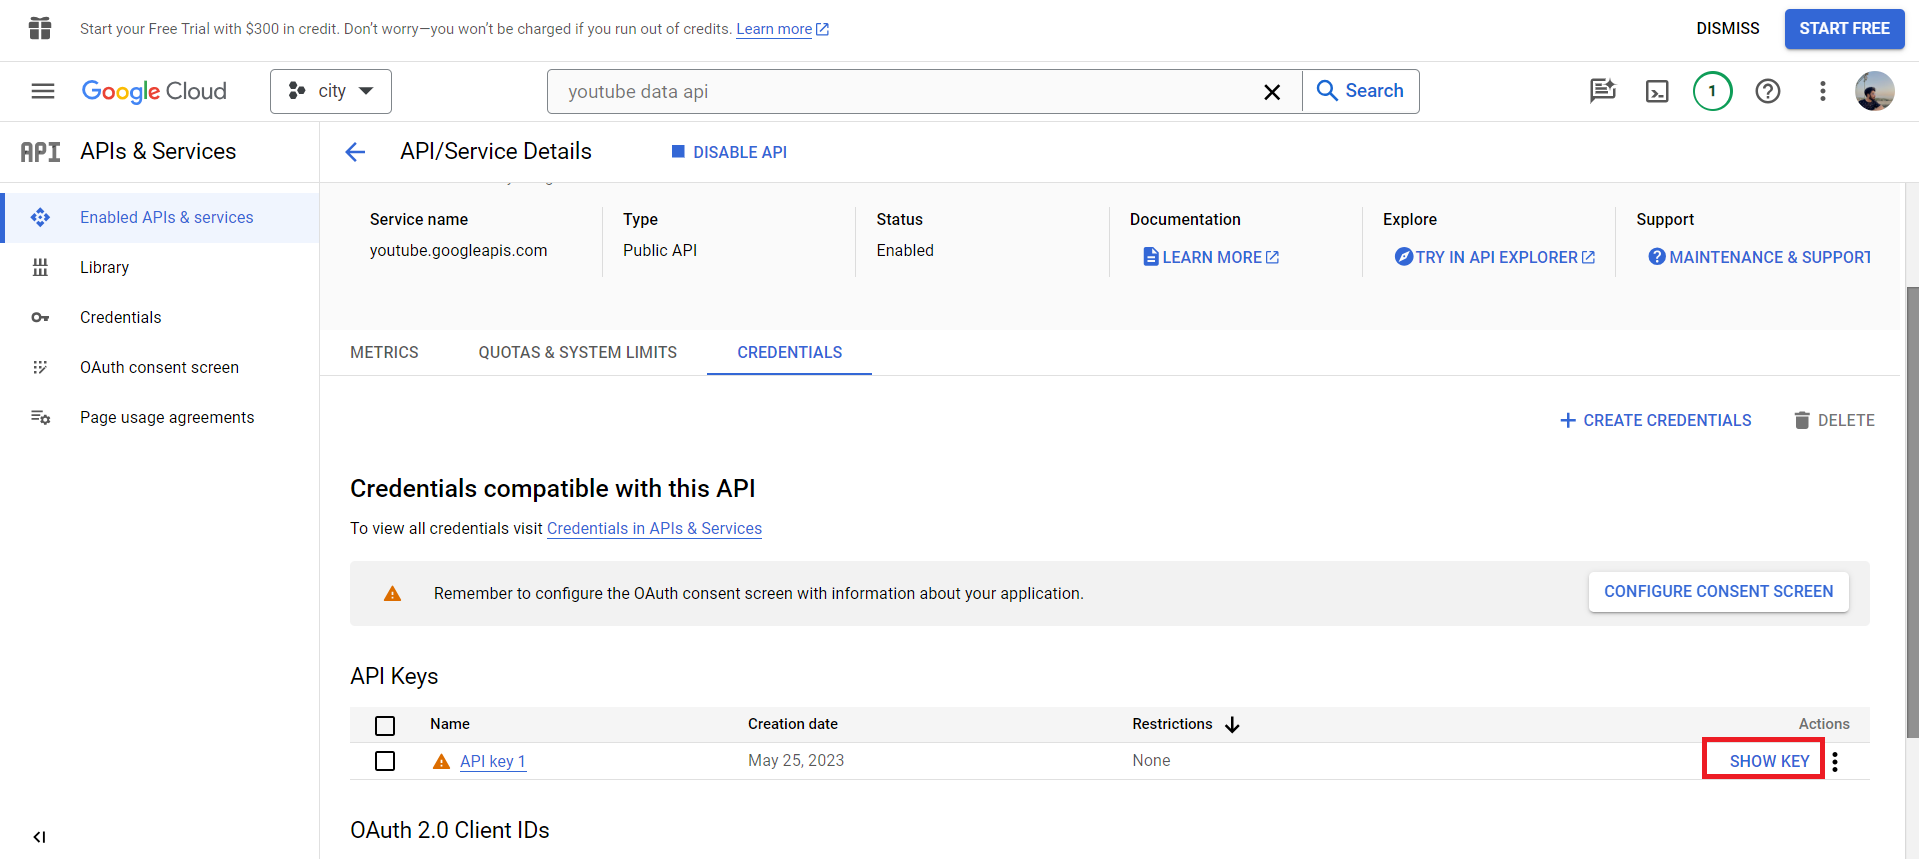 Start your Free Trial with $300 in credit. Don't worry—you won't be charged if you run out of credits. Learn more
DISMISS
START FREE
Google Cloud
city
youtube data api
Search
1
API
APIs & Services
API/Service Details
DISABLE API
Enabled APIs & services
Library
Credentials
OAuth consent screen
Page usage agreements
Service name
youtube.googleapis.com
Type
Public API
Status
Enabled
Documentation
LEARN MORE
Explore
TRY IN API EXPLORER
Support
MAINTENANCE & SUPPORT
METRICS
QUOTAS & SYSTEM LIMITS
CREDENTIALS
CREATE CREDENTIALS
DELETE
Credentials compatible with this API
To view all credentials visit Credentials in APIs & Services
Remember to configure the OAuth consent screen with information about your application.
CONFIGURE CONSENT SCREEN
API Keys
Name Creation date Restrictions Actions
API key 1 May 25, 2023 None SHOW KEY
OAuth 2.0 Client IDs